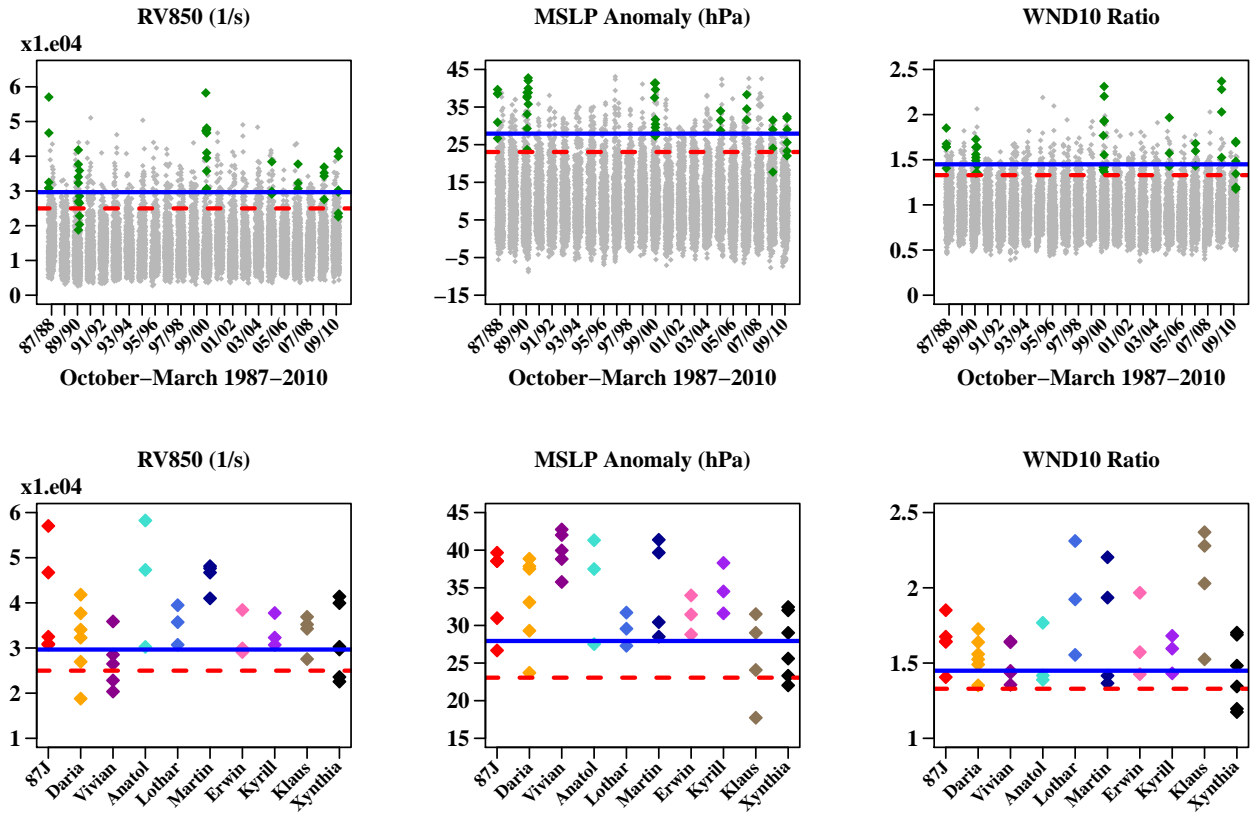 RV850 (1/s)
x1.e04
6
5
4
3
2
1
0
87/88
89/90
91/92
93/94
95/96
97/98
99/00
01/02
03/04
05/06
07/08
09/10
October−March 1987−2010
MSLP Anomaly (hPa)
45
35
25
15
5
−5
−15
87/88
89/90
91/92
93/94
95/96
97/98
99/00
01/02
03/04
05/06
07/08
09/10
October−March 1987−2010
WND10 Ratio
2.5
2
1.5
1
0.5
0
87/88
89/90
91/92
93/94
95/96
97/98
99/00
01/02
03/04
05/06
07/08
09/10
October−March 1987−2010
RV850 (1/s)
x1.e04
6
5
4
3
2
1
87J
Daria
Vivian
Anatol
Lothar
Martin
Erwin
Kyrill
Klaus
Xynthia
MSLP Anomaly (hPa)
45
40
35
30
25
20
15
87J
Daria
Vivian
Anatol
Lothar
Martin
Erwin
Kyrill
Klaus
Xynthia
WND10 Ratio
2.5
2
1.5
1
87J
Daria
Vivian
Anatol
Lothar
Martin
Erwin
Kyrill
Klaus
Xynthia